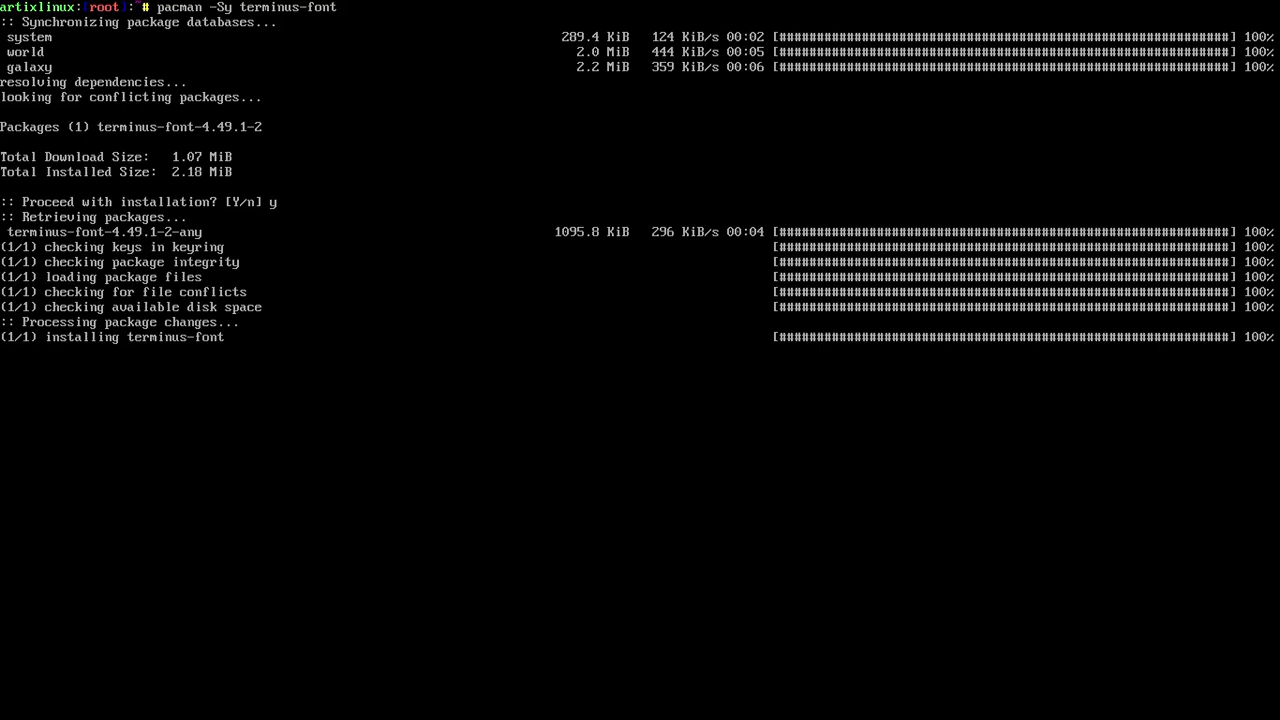 artixlinux:[root]:~# pacman -Sy terminus-font
:: Synchronizing package databases...
system 289.4 KiB 124 KiB/s 00:02 [#############################################################] 100%
world 2.0 MiB 444 KiB/s 00:05 [#############################################################] 100%
galaxy 2.2 MiB 359 KiB/s 00:06 [#############################################################] 100%
resolving dependencies...
looking for conflicting packages...
Packages (1) terminus-font-4.49.1-2
Total Download Size: 1.07 MiB
Total Installed Size: 2.18 MiB
:: Proceed with installation? [Y/n] y
:: Retrieving packages...
terminus-font-4.49.1-2-any 1095.8 KiB 296 KiB/s 00:04 [#############################################################] 100%
(1/1) checking keys in keyring [#############################################################] 100%
(1/1) checking package integrity [#############################################################] 100%
(1/1) loading package files [#############################################################] 100%
(1/1) checking for file conflicts [#############################################################] 100%
(1/1) checking available disk space [#############################################################] 100%
:: Processing package changes...
(1/1) installing terminus-font [#############################################################] 100%